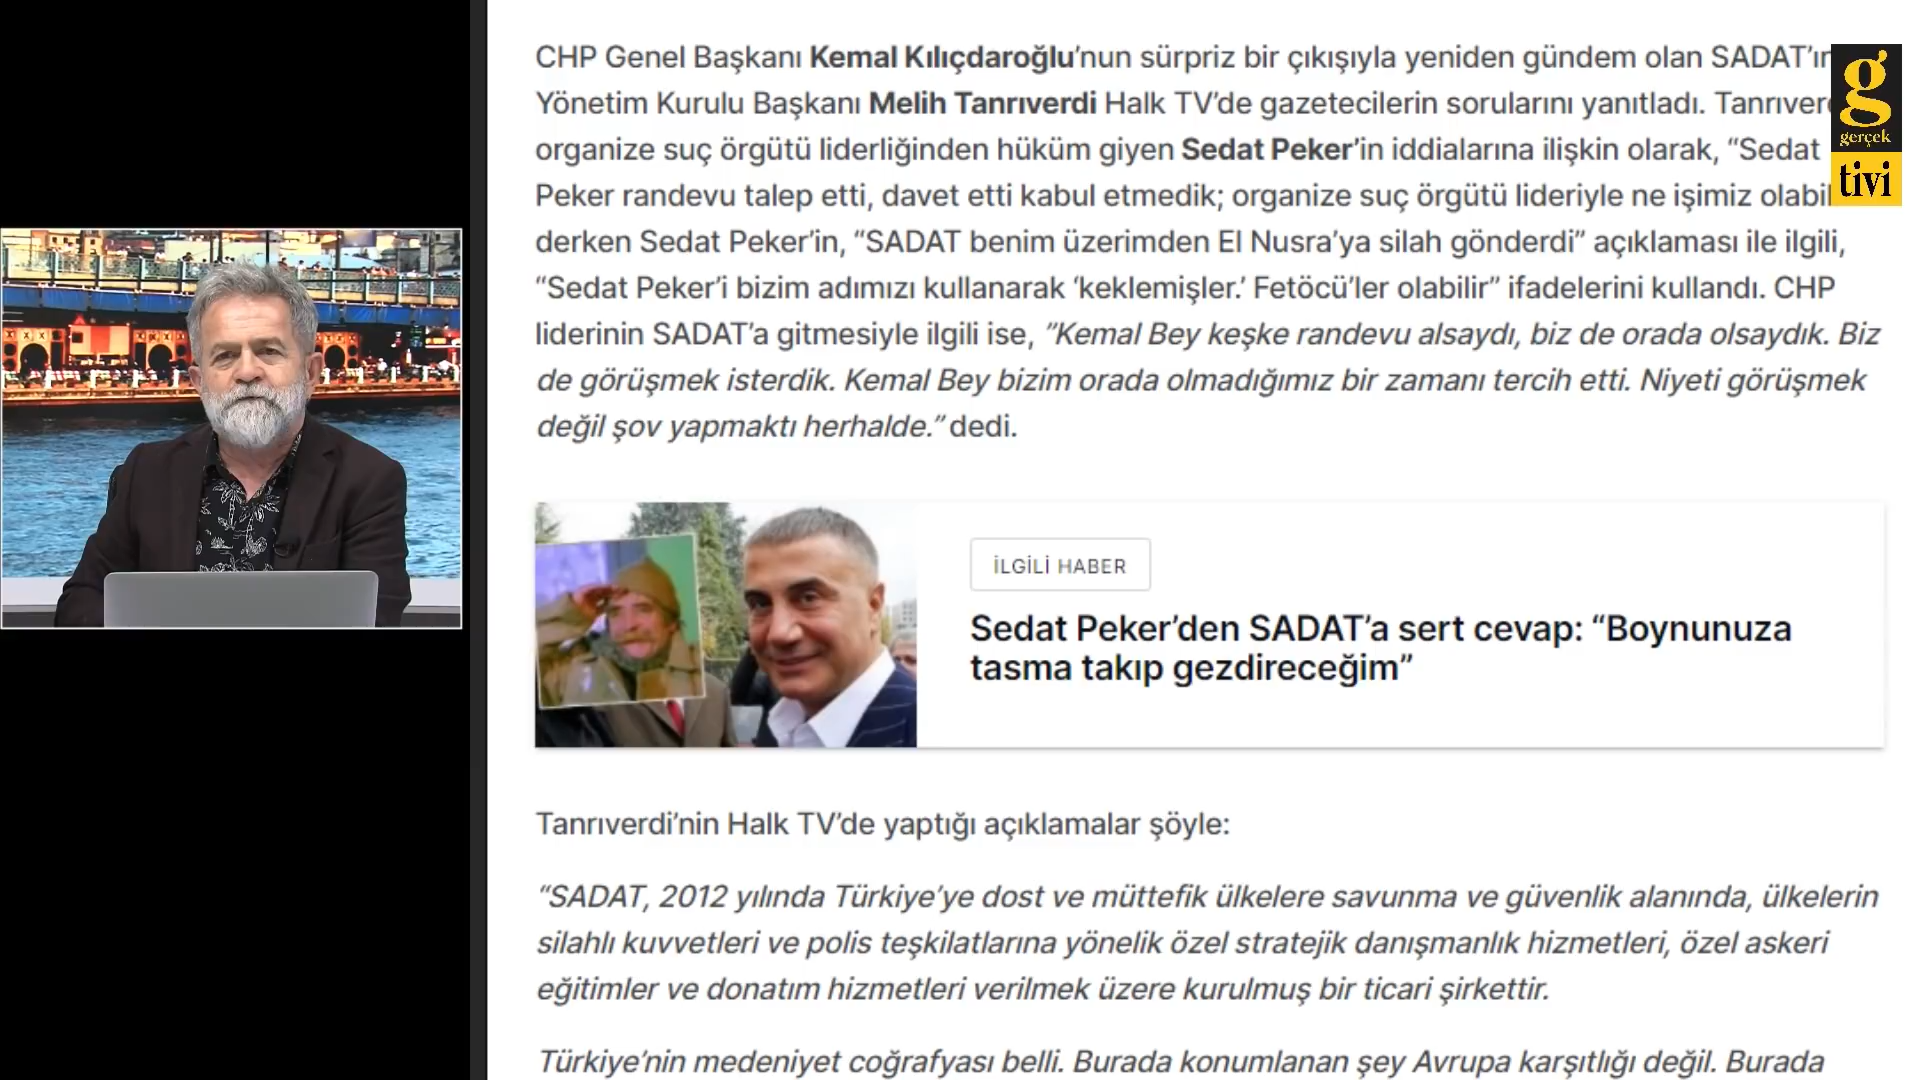 CHP Genel Başkanı Kemal Kılıçdaroğlu’nun sürpriz bir çıkışıyla yeniden gündem olan SADAT’ın
Yönetim Kurulu Başkanı Melih Tanrıverdi Halk TV’de gazetecilerin sorularını yanıtladı.
organize suç örgütü liderliğinden hüküm giyen Sedat Peker’in iddialarına ilişkin olarak, “Sedat
Peker randevu talep etti, davet etti kabul etmedik; organize suç örgütü lideriyle ne işimiz
derken Sedat Peker’in, “SADAT benim üzerimden El Nusra’ya silah gönderdi” açıklaması ile ilgili,
“Sedat Peker’i bizim adımızı kullanarak ‘keklemişler.’ Fetöcü’ler olabilir” ifadelerini kullandı. CHP
liderinin SADAT’a gitmesiyle ilgili ise, ”Kemal Bey keşke randevu alsaydı, biz de orada olsaydık. Biz
de görüşmek isterdik. Kemal Bey bizim orada olmadığımız bir zamanı tercih etti. Niyeti görüşmek
değil şov yapmaktı herhalde.” dedi.
İLGİLİ HABER
Sedat Peker’den SADAT’a sert cevap: “Boynunuza
tasma takıp gezdireceğim”
Tanrıverdi’nin Halk TV’de yaptığı açıklamalar şöyle:
“SADAT, 2012 yılında Türkiye’ye dost ve müttefik ülkelere savunma ve güvenlik alanında, ülkelerin
silahlı kuvvetleri ve polis teşkilatlarına yönelik özel stratejik danışmanlık hizmetleri, özel askeri
eğitimler ve donatım hizmetleri verilmek üzere kurulmuş bir ticari şirkettir.
Türkiye’nin medeniyet coğrafyası belli. Burada konumlanan şey Avrupa karşıtlığı değil. Burada
g
gerçek
tivi